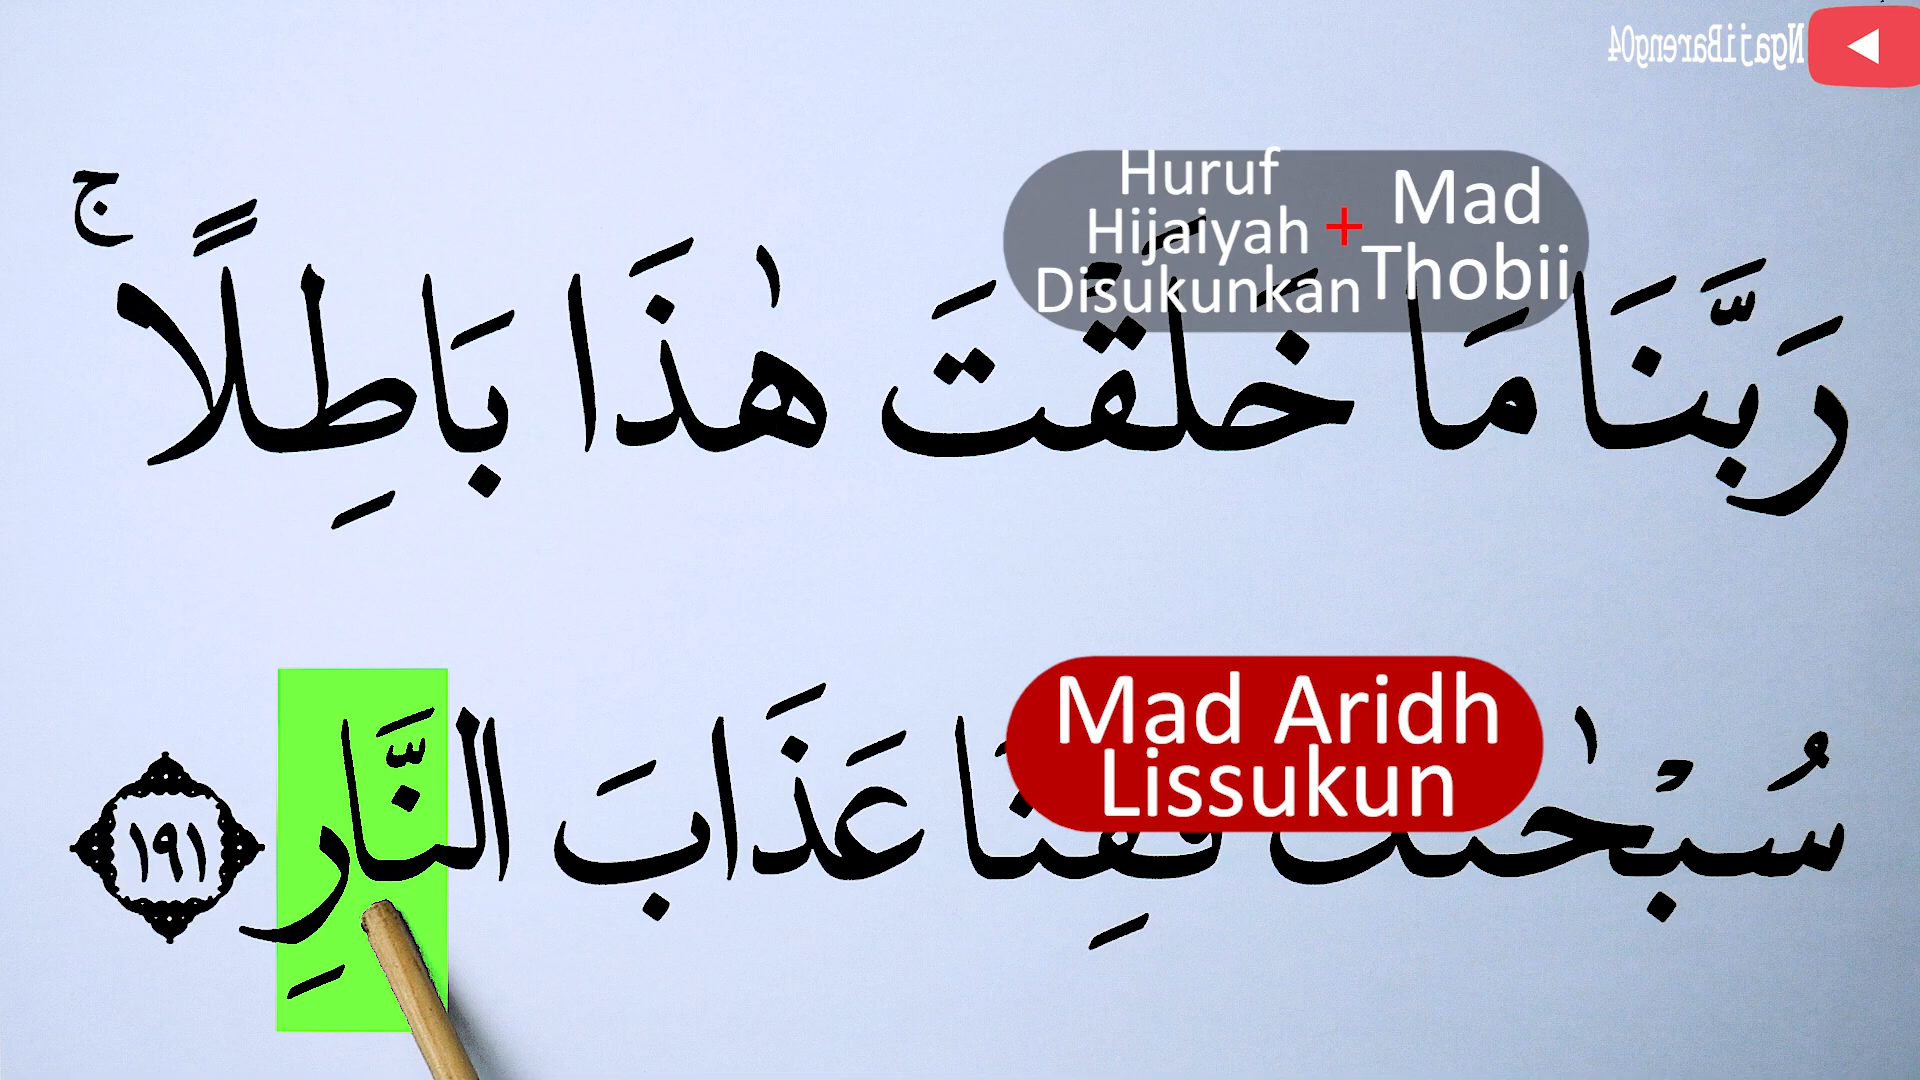 NgajiBareng04
Huruf
Hijaiyah
Disukunkan
+
Mad
Thobii
رَبَّنَا مَا خَلَقْتَ هٰذَا بَاطِلًا ۚ
Mad Aridh
Lissukun
سُبْحٰنَكَ فَقِنَا عَذَابَ النَّارِ ١٩١